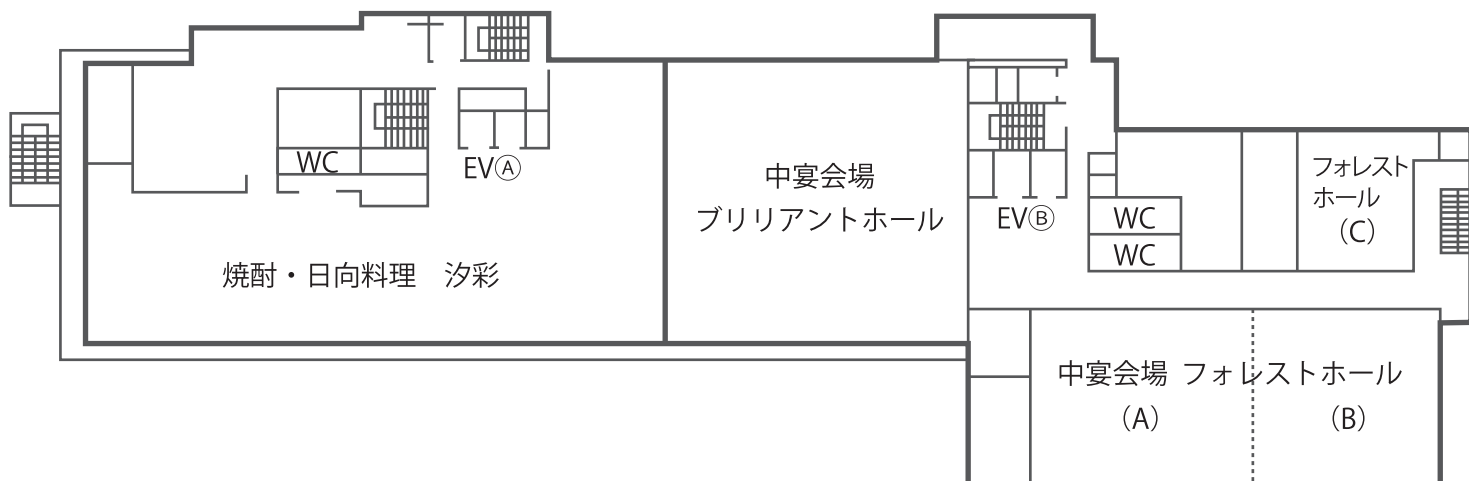 WC
EVⒶ
焼酎・日向料理　汐彩
中宴会場
ブリリアントホール
EVⒷ
WC
WC
フォレスト
ホール
（C）
中宴会場 フォレストホール
（A）　（B）